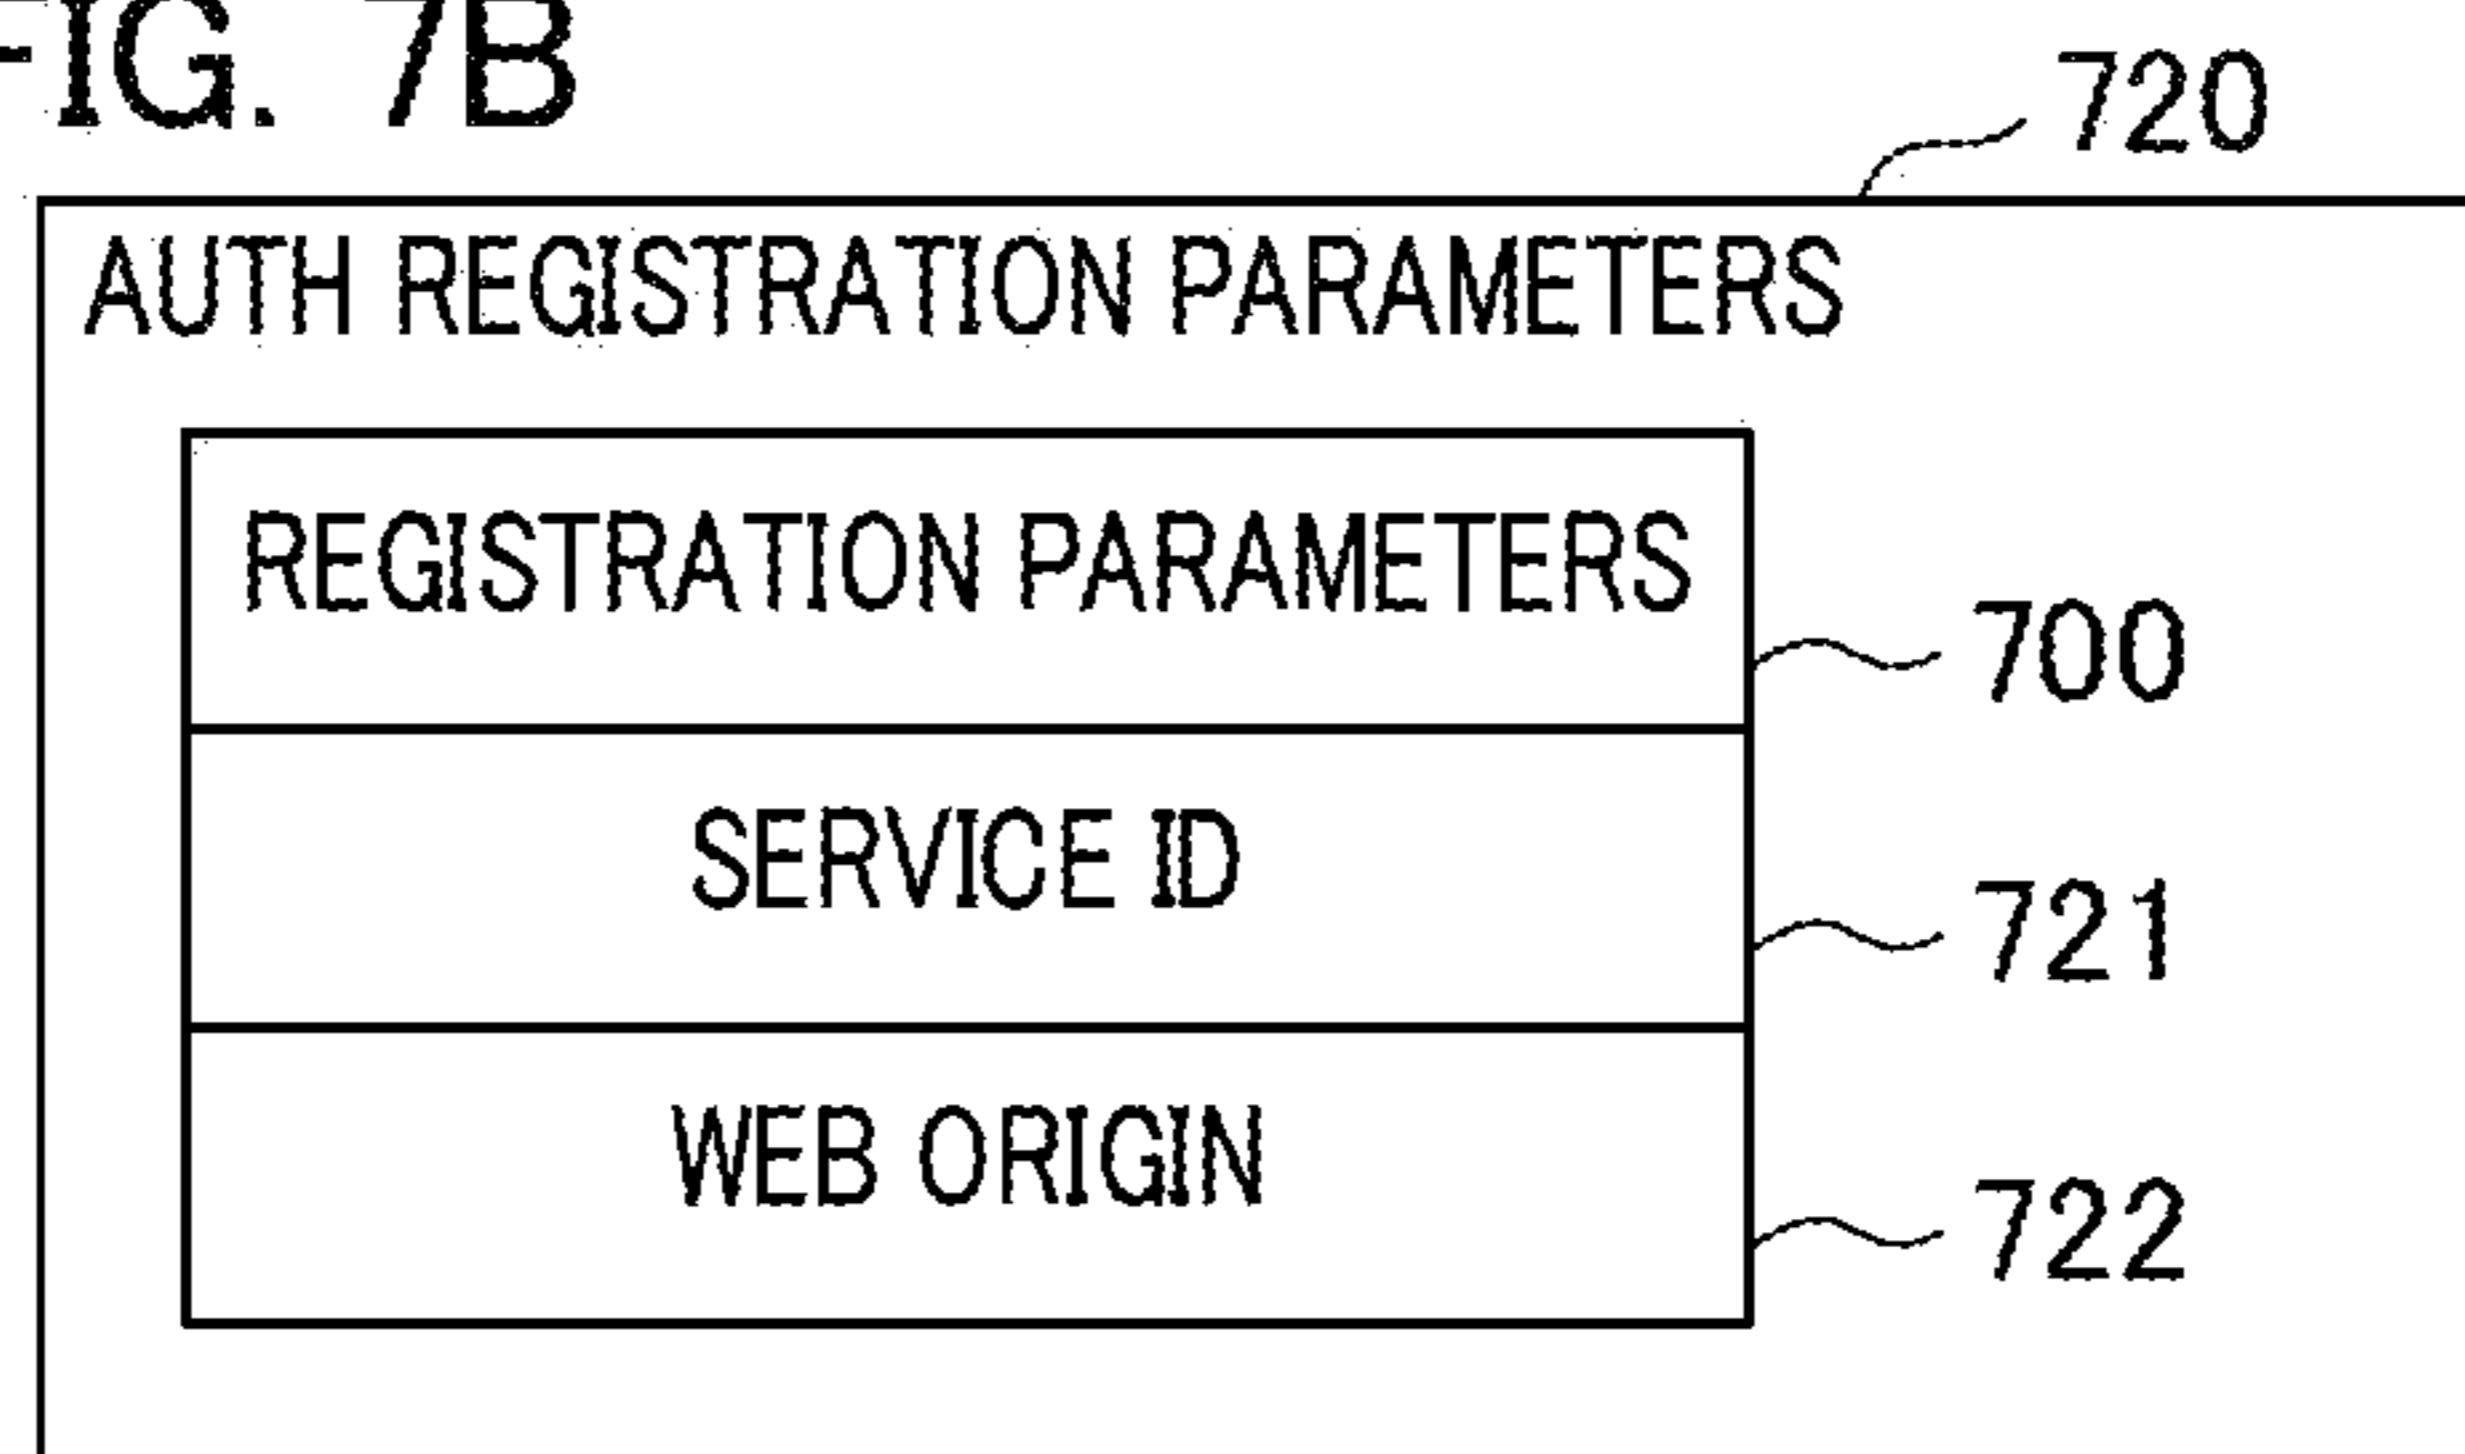 FIG. 7B
720
AUTH REGISTRATION PARAMETERS
REGISTRATION PARAMETERS
700
SERVICE ID
721
WEB ORIGIN
722